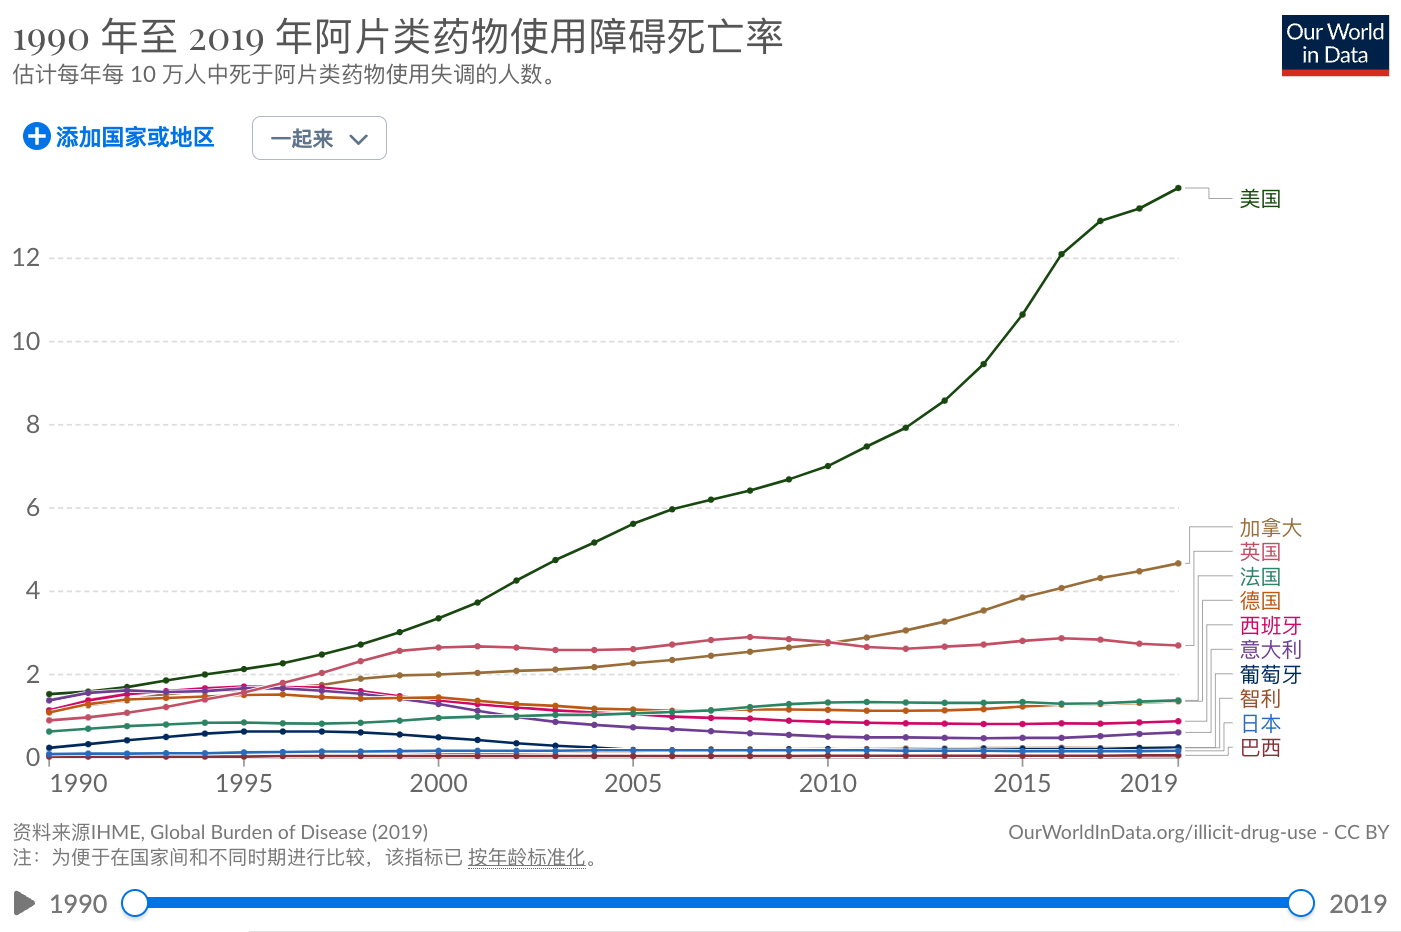 1990 年至 2019 年阿片类药物使用障碍死亡率
估计每年每 10 万人中死于阿片类药物使用失调的人数。
Our World
in Data
添加国家或地区
一起来
美国
12
10
8
6
4
2
0
加拿大
英国
法国
德国
西班牙
意大利
葡萄牙
智利
日本
巴西
1990 1995 2000 2005 2010 2015 2019
资料来源IHME, Global Burden of Disease (2019)
OurWorldInData.org/illicit-drug-use - CC BY
注：为便于在国家间和不同时期进行比较，该指标已 按年龄标准化。
1990 2019